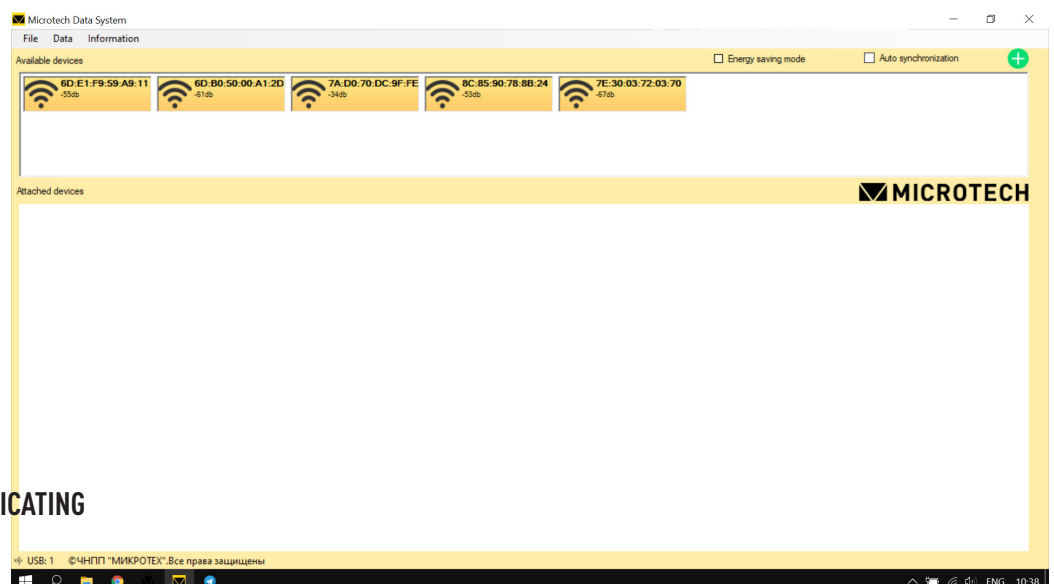 Microtech Data System
File Data Information
Available devices Energy saving mode Auto synchronization
6D:E1:F9:59:A9:11 6D:B0:50:00:A1:2D 7A:D0:70:DC:9F:FE 8C:85:90:78:8B:24 7E:30:03:72:03:70
-55db -61db -34db -53db -67db
Attached devices MICROTECH
ICATING
USB: 1 ©ЧНПП "МИКРОТЕХ".Все права защищены
ENG 10:38